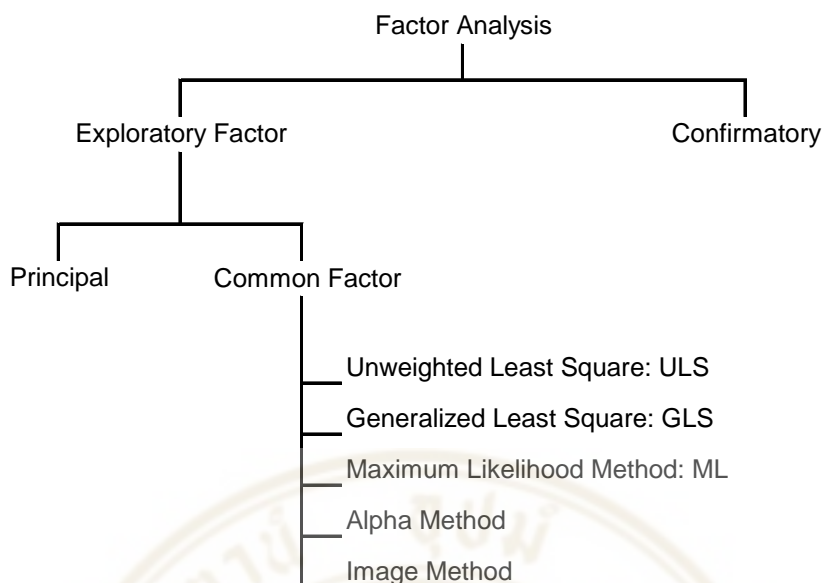 Factor Analysis
Exploratory Factor
Confirmatory
Principal
Common Factor
Unweighted Least Square: ULS
Generalized Least Square: GLS
Maximum Likelihood Method: ML
Alpha Method
Image Method